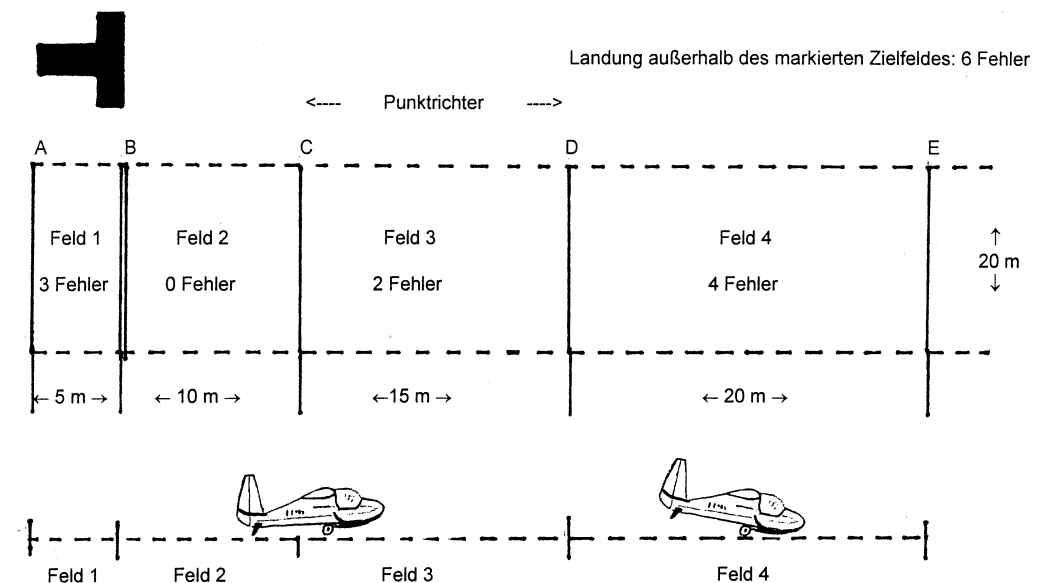 Landung außerhalb des markierten Zielfeldes: 6 Fehler
<---- Punktrichter ---->
A B C D E
Feld 1 Feld 2 Feld 3 Feld 4
↑
20 m
↓
3 Fehler 0 Fehler 2 Fehler 4 Fehler
← 5 m → ← 10 m → ←15 m → ← 20 m →
Feld 1 Feld 2 Feld 3 Feld 4